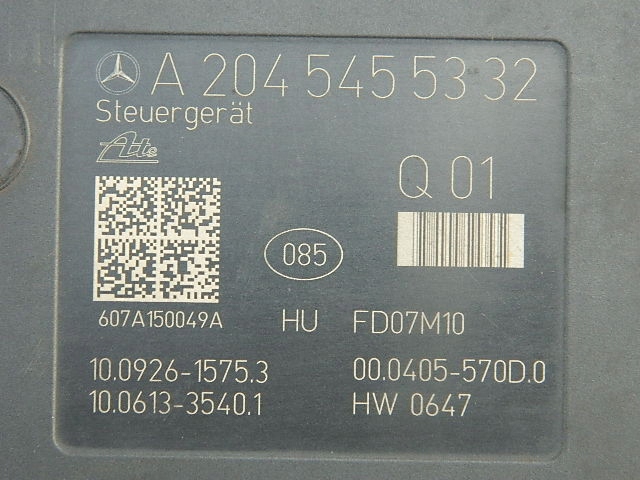 A 204 545 53 32
Steuergerät
Ate
Q 01
085
607A150049A HU FD07M10
10.0926-1575.3 00.0405-570D.0
10.0613-3540.1 HW 0647